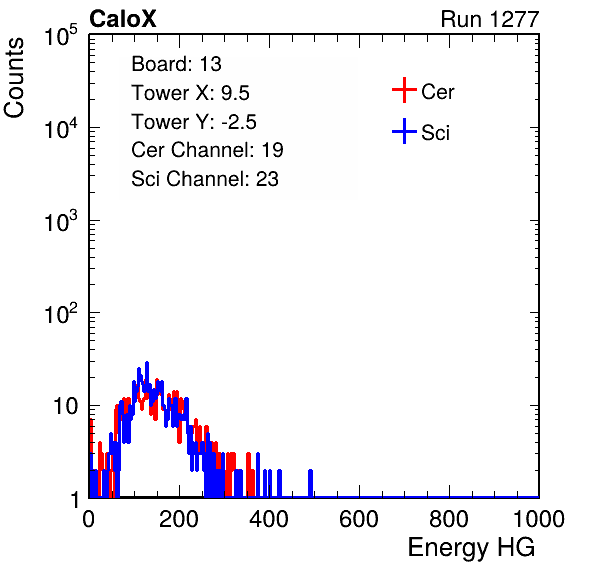 CaloX Run 1277
Counts
Board: 13
Tower X: 9.5
Tower Y: -2.5
Cer Channel: 19
Sci Channel: 23
Cer
Sci
10^5
10^4
10^3
10^2
10
1
0 200 400 600 800 1000
Energy HG